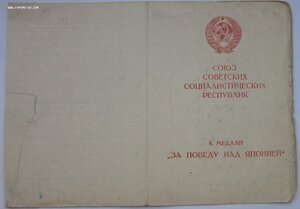 СОЮЗ
СОВЕТСКИХ
СОЦИАЛИСТИЧЕСКИХ
РЕСПУБЛИК
К МЕДАЛИ
„ЗА ПОБЕДУ НАД ЯПОНИЕЙ“